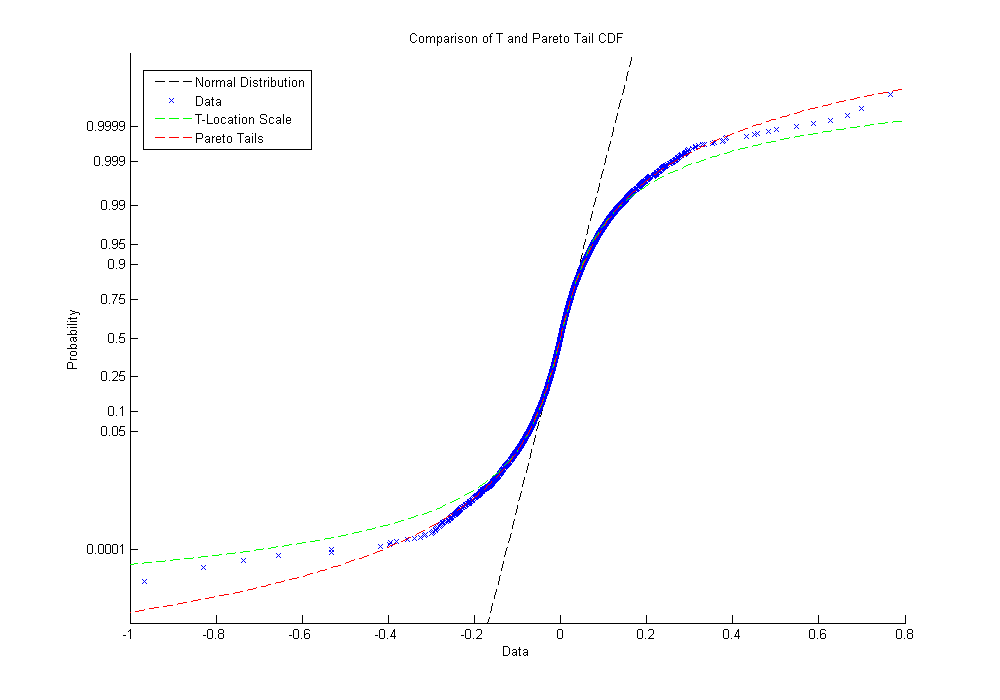 Comparison of T and Pareto Tail CDF
Normal Distribution
Data
T-Location Scale
Pareto Tails
0.9999
0.999
0.99
0.95
0.9
0.75
0.5
0.25
0.1
0.05
0.0001
Probability
-1 -0.8 -0.6 -0.4 -0.2 0 0.2 0.4 0.6 0.8
Data